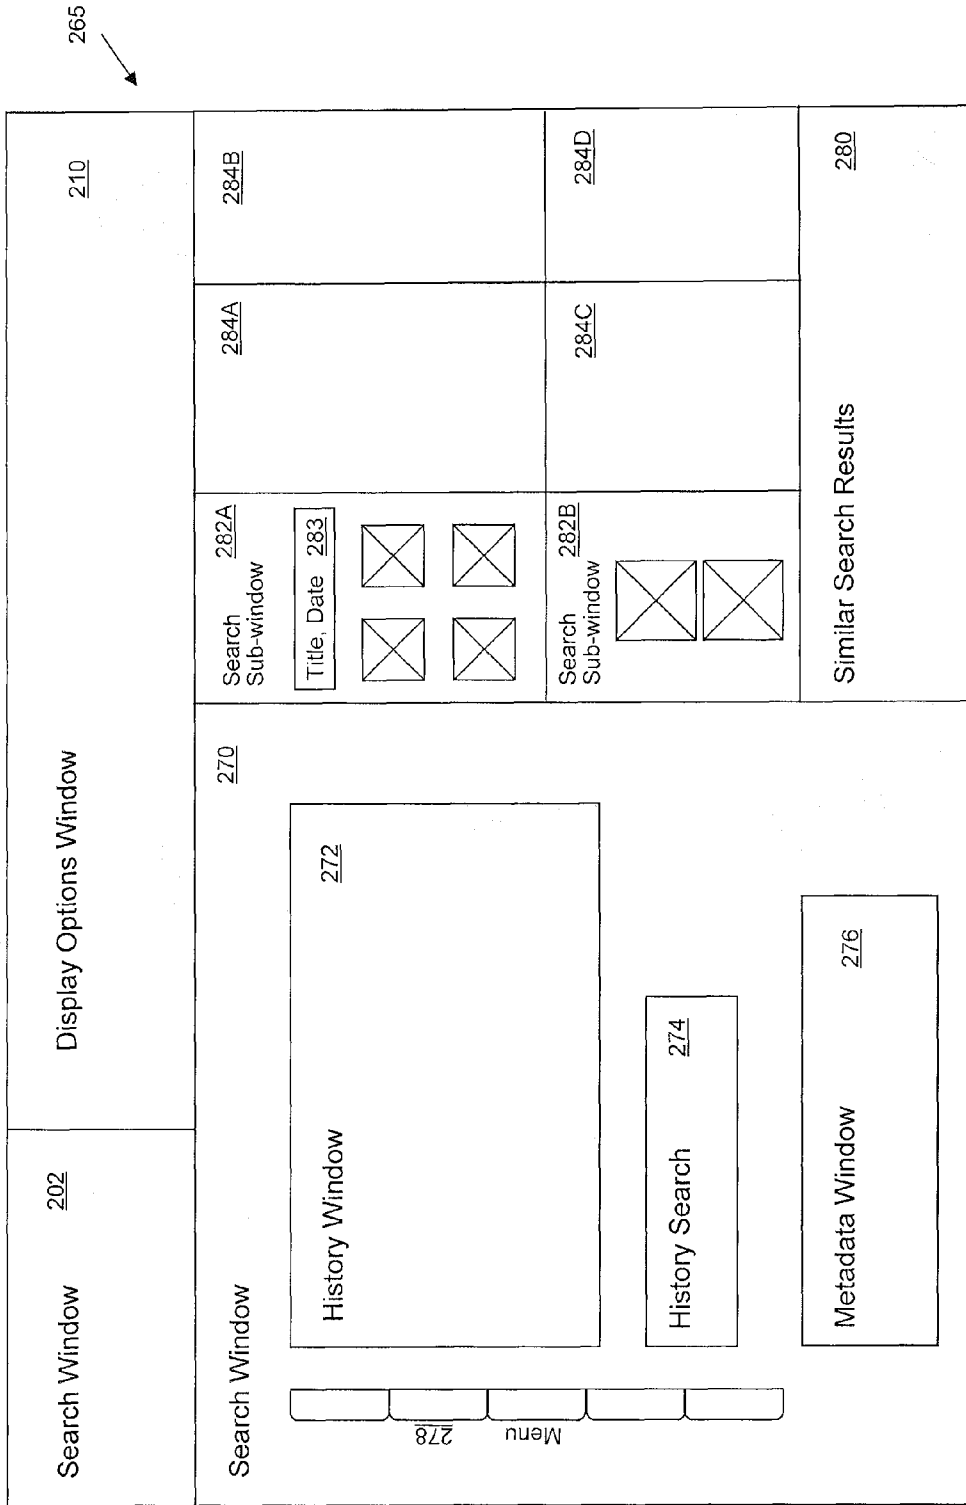 265
Search Window 202
Display Options Window 210
Search Window 270
History Window 272
History Search 274
Metadata Window 276
Menu 278
Search
Sub-window 282A
Title, Date 283
284A
284B
Search
Sub-window 282B
284C
284D
Similar Search Results 280